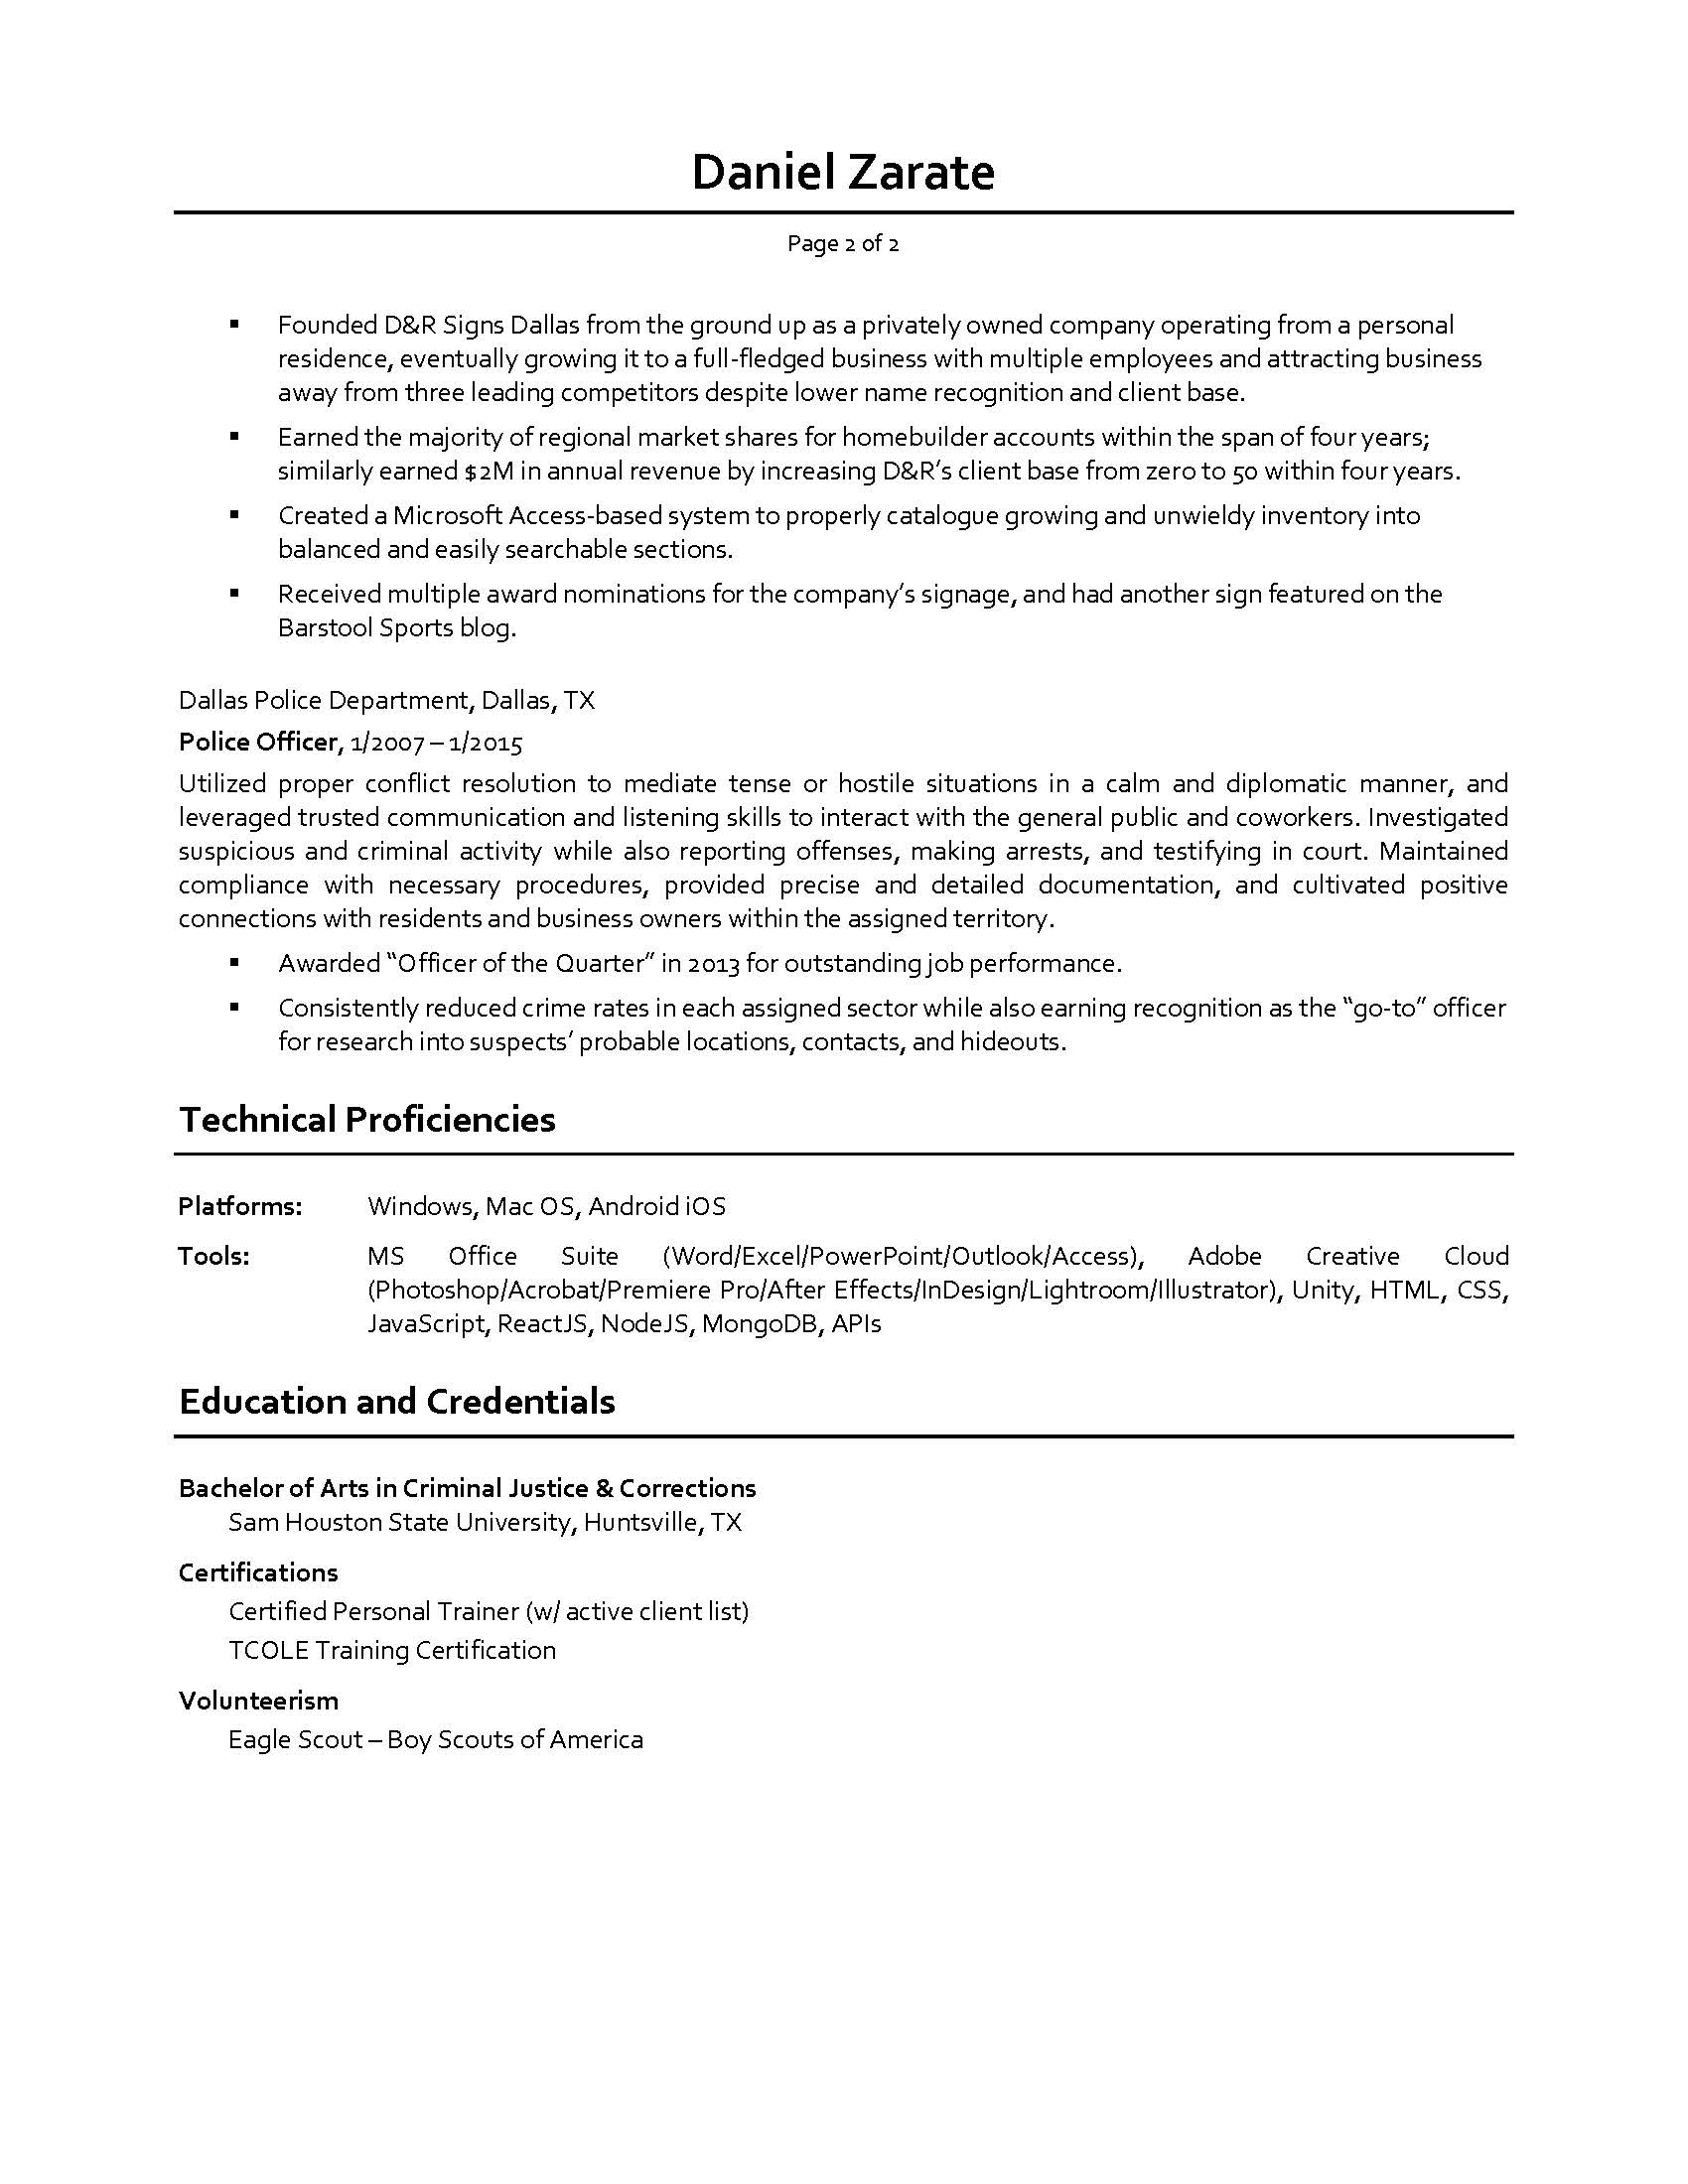 Daniel Zarate
Page 2 of 2
▪ Founded D&R Signs Dallas from the ground up as a privately owned company operating from a personal
residence, eventually growing it to a full-fledged business with multiple employees and attracting business
away from three leading competitors despite lower name recognition and client base.
▪ Earned the majority of regional market shares for homebuilder accounts within the span of four years;
similarly earned $2M in annual revenue by increasing D&R’s client base from zero to 50 within four years.
▪ Created a Microsoft Access-based system to properly catalogue growing and unwieldy inventory into
balanced and easily searchable sections.
▪ Received multiple award nominations for the company’s signage, and had another sign featured on the
Barstool Sports blog.
Dallas Police Department, Dallas, TX
Police Officer, 1/2007 – 1/2015
Utilized proper conflict resolution to mediate tense or hostile situations in a calm and diplomatic manner, and
leveraged trusted communication and listening skills to interact with the general public and coworkers. Investigated
suspicious and criminal activity while also reporting offenses, making arrests, and testifying in court. Maintained
compliance with necessary procedures, provided precise and detailed documentation, and cultivated positive
connections with residents and business owners within the assigned territory.
▪ Awarded “Officer of the Quarter” in 2013 for outstanding job performance.
▪ Consistently reduced crime rates in each assigned sector while also earning recognition as the “go-to” officer
for research into suspects’ probable locations, contacts, and hideouts.
Technical Proficiencies
Platforms: Windows, Mac OS, Android iOS
Tools: MS Office Suite (Word/Excel/PowerPoint/Outlook/Access), Adobe Creative Cloud
(Photoshop/Acrobat/Premiere Pro/After Effects/InDesign/Lightroom/Illustrator), Unity, HTML, CSS,
JavaScript, ReactJS, NodeJS, MongoDB, APIs
Education and Credentials
Bachelor of Arts in Criminal Justice & Corrections
Sam Houston State University, Huntsville, TX
Certifications
Certified Personal Trainer (w/ active client list)
TCOLE Training Certification
Volunteerism
Eagle Scout – Boy Scouts of America